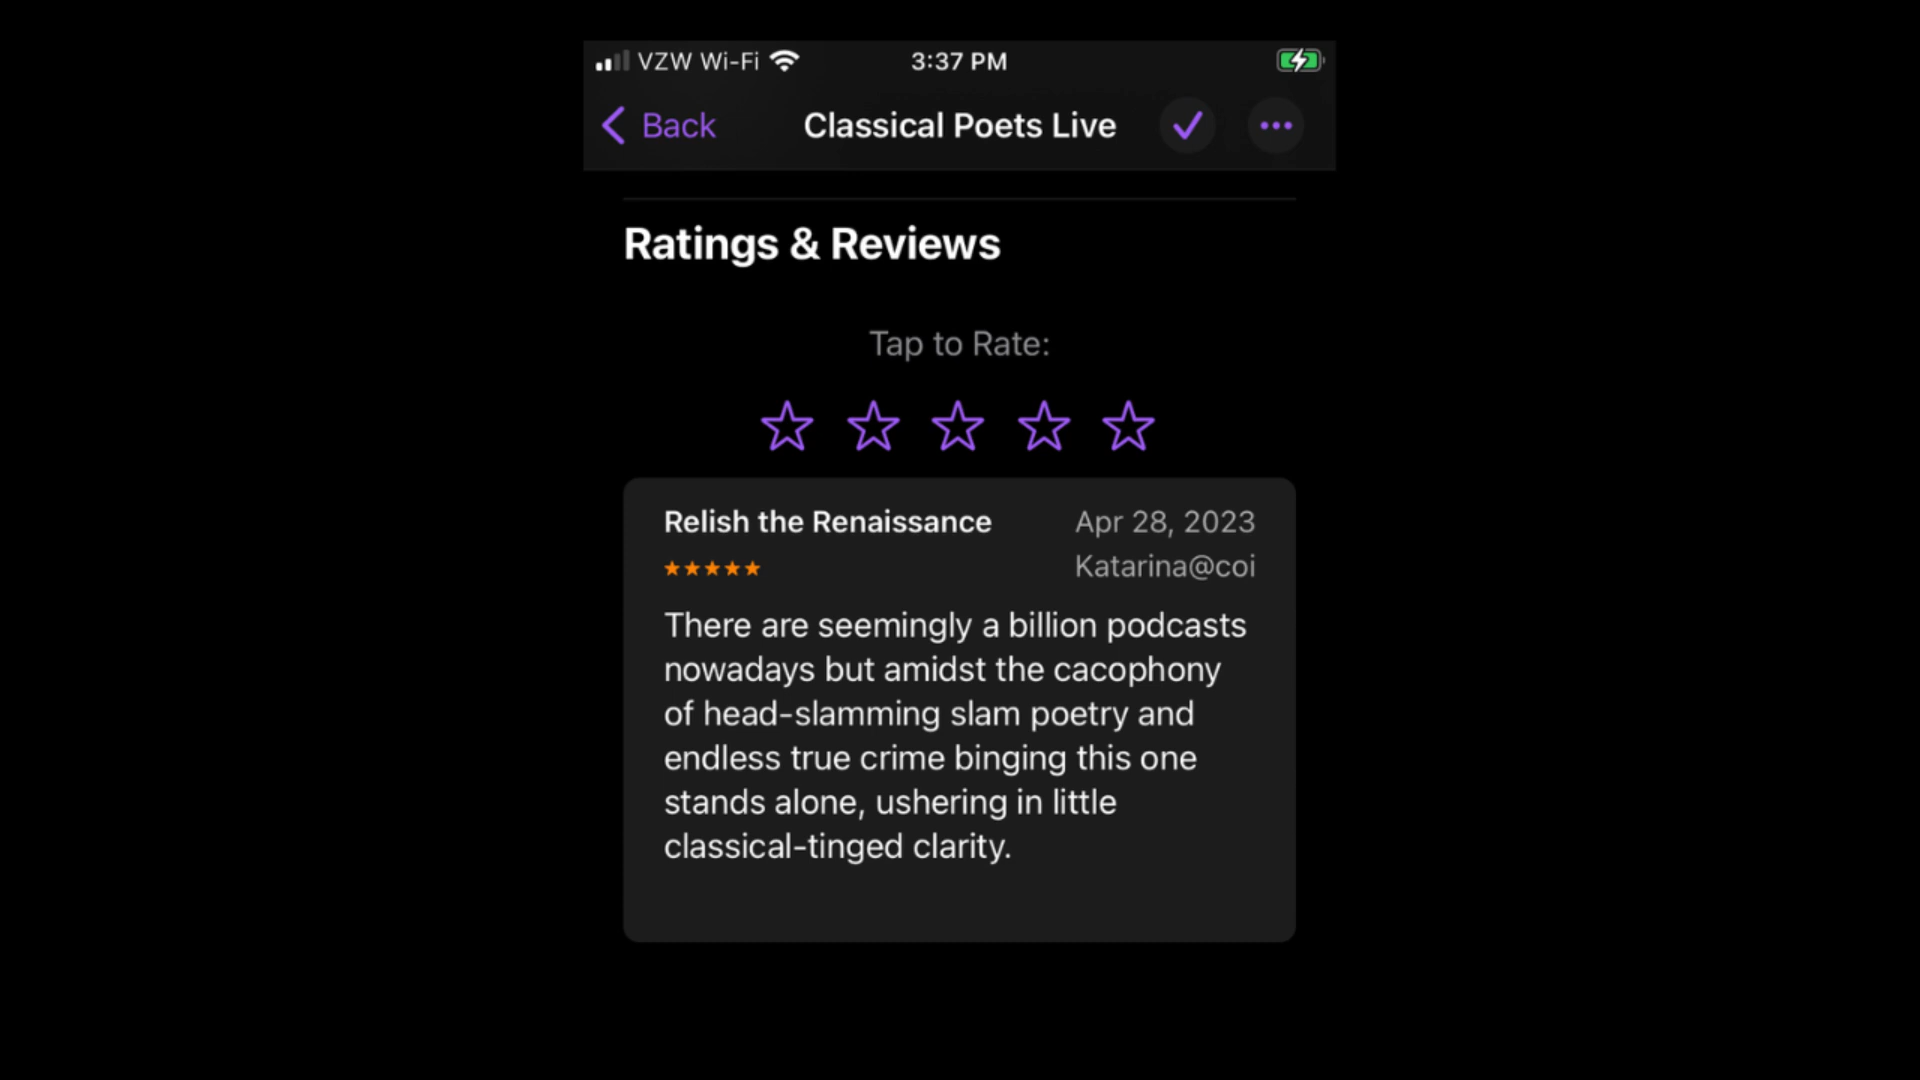 VZW Wi-Fi 3:37 PM
Back Classical Poets Live
Ratings & Reviews
Tap to Rate:
Relish the Renaissance Apr 28, 2023
Katarina@coi
There are seemingly a billion podcasts
nowadays but amidst the cacophony
of head-slamming slam poetry and
endless true crime binging this one
stands alone, ushering in little
classical-tinged clarity.